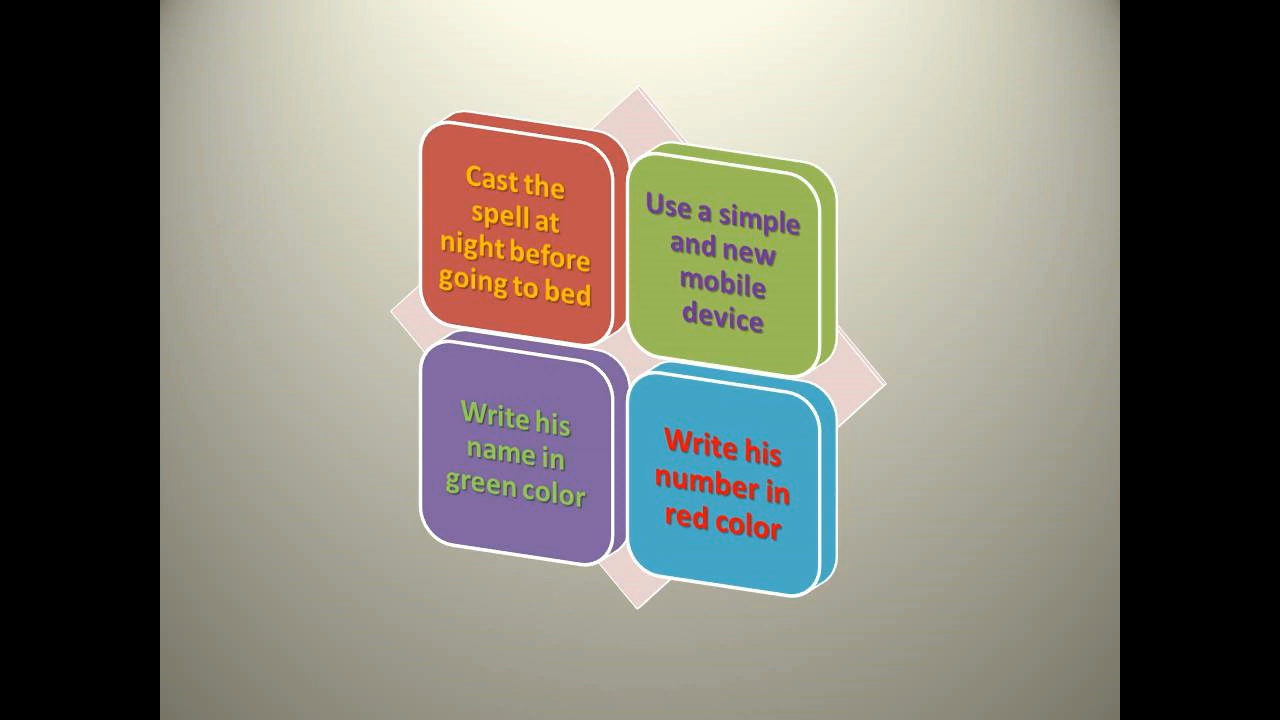 Cast the
spell at
night before
going to bed
Use a simple
and new
mobile
device
Write his
name in
green color
Write his
number in
red color